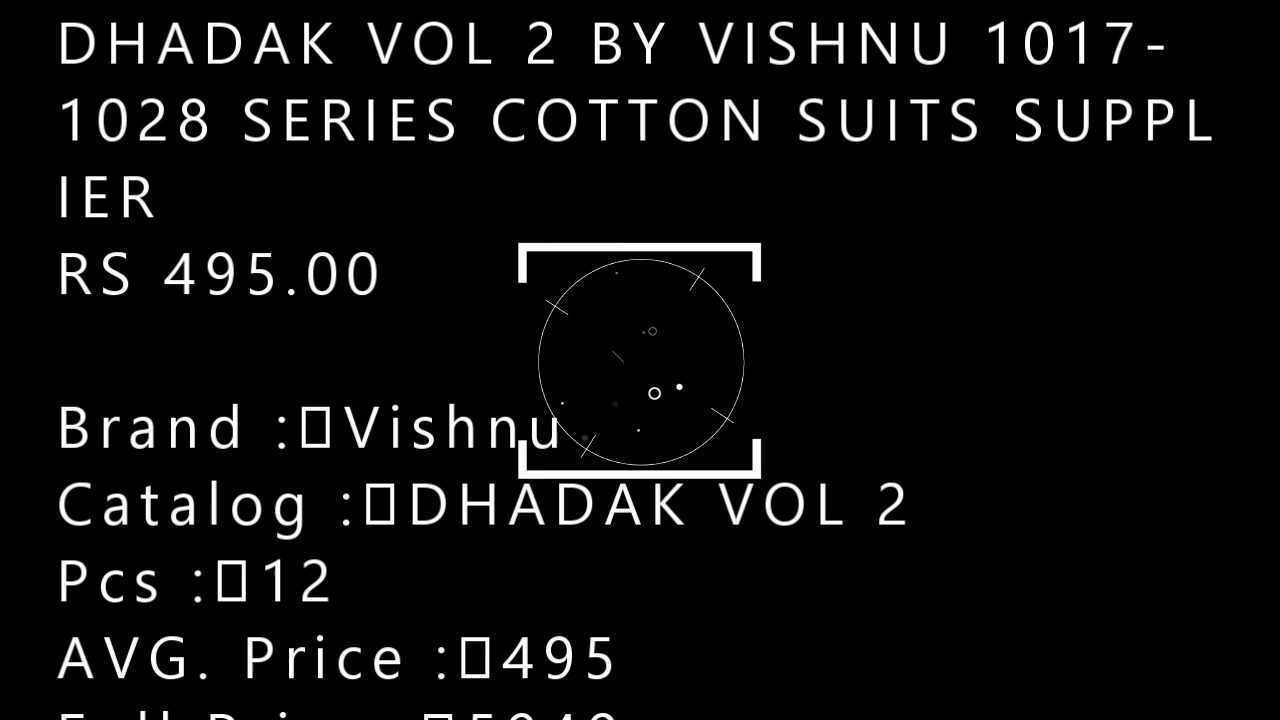 DHADAK VOL 2 BY VISHNU 1017-
1028 SERIES COTTON SUITS SUPPL
IER
RS 495.00
Brand : Vishnu
Catalog : DHADAK VOL 2
Pcs : 12
AVG. Price : 495